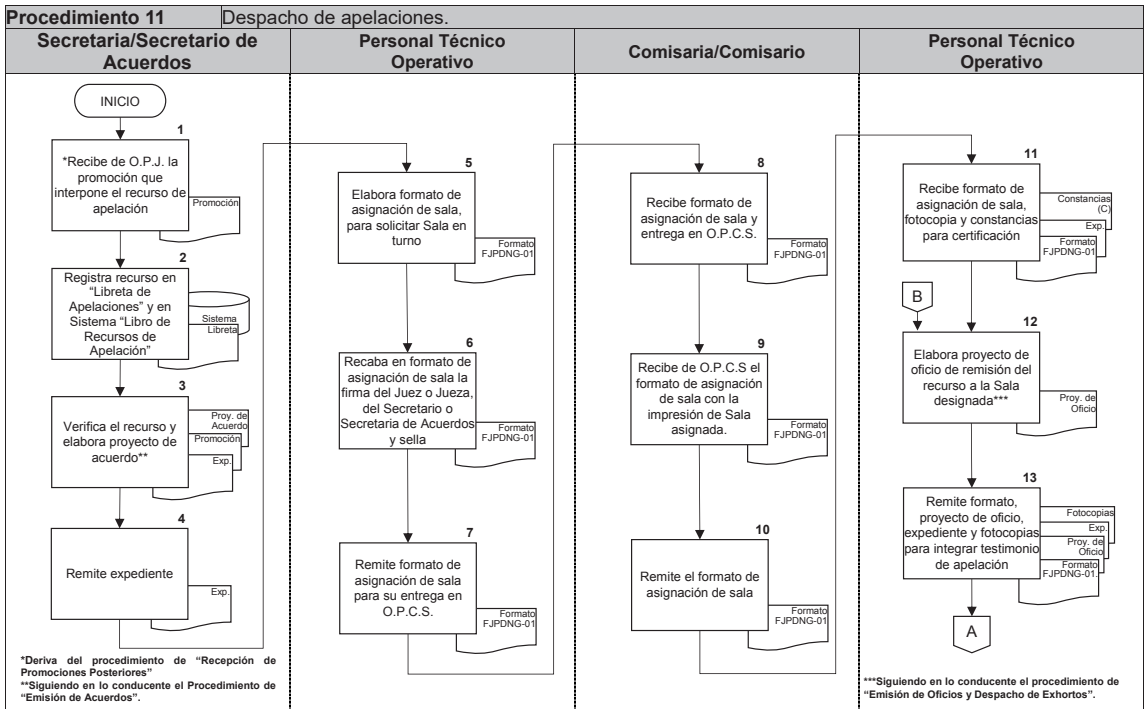 Procedimiento 11
Despacho de apelaciones.
Secretaria/Secretario de
Acuerdos
Personal Técnico
Operativo
Comisaria/Comisario
Personal Técnico
Operativo
INICIO
1
*Recibe de O.P.J. la
promoción que
interpone el recurso de
apelación
Promoción
2
Registra recurso en
“Libreta de
Apelaciones” y en
Sistema “Libro de
Recursos de
Apelación”
Sistema
Libreta
3
Verifica el recurso y
elabora proyecto de
acuerdo**
Proy. de
Acuerdo
Promoción
Exp.
4
Remite expediente
Exp.
*Deriva del procedimiento de “Recepción de
Promociones Posteriores”
**Siguiendo en lo conducente el Procedimiento de
“Emisión de Acuerdos”.
5
Elabora formato de
asignación de sala,
para solicitar Sala en
turno
Formato
FJPDNG-01
6
Recaba en formato de
asignación de sala la
firma del Juez o Jueza,
del Secretario o
Secretaria de Acuerdos
y sella
Formato
FJPDNG-01
7
Remite formato de
asignación de sala
para su entrega en
O.P.C.S.
Formato
FJPDNG-01
8
Recibe formato de
asignación de sala y
entrega en O.P.C.S.
Formato
FJPDNG-01
9
Recibe de O.P.C.S el
formato de asignación
de sala con la
impresión de Sala
asignada.
Formato
FJPDNG-01
10
Remite el formato de
asignación de sala
Formato
FJPDNG-01
11
Recibe formato de
asignación de sala,
fotocopia y constancias
para certificación
Constancias
(C)
Exp.
Formato
FJPDNG-01
B
12
Elabora proyecto de
oficio de remisión del
recurso a la Sala
designada***
Proy. de
Oficio
13
Remite formato,
proyecto de oficio,
expediente y fotocopias
para integrar testimonio
de apelación
Fotocopias
Exp.
Proy. de
Oficio
Formato
FJPDNG-01.
A
***Siguiendo en lo conducente el procedimiento de
“Emisión de Oficios y Despacho de Exhortos”.